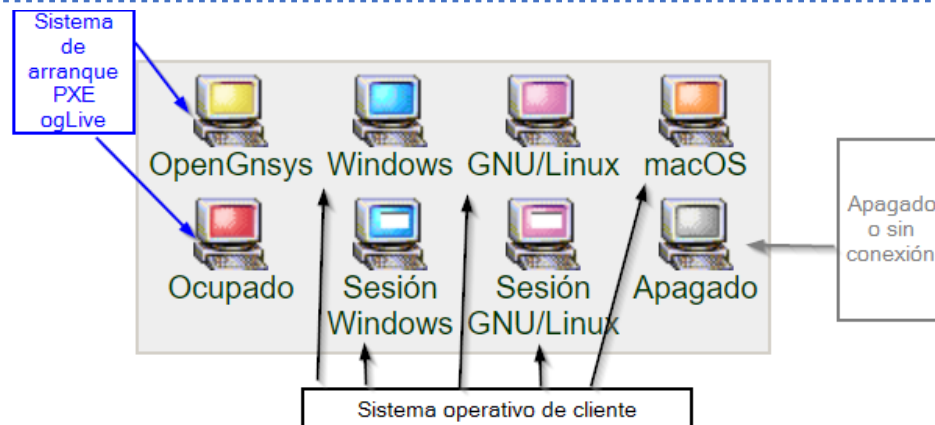 Sistema
de
arranque
PXE
ogLive
OpenGnsys Windows GNU/Linux macOS
Ocupado Sesión Sesión Apagado
Windows GNU/Linux
Apagado
o sin
conexión
Sistema operativo de cliente